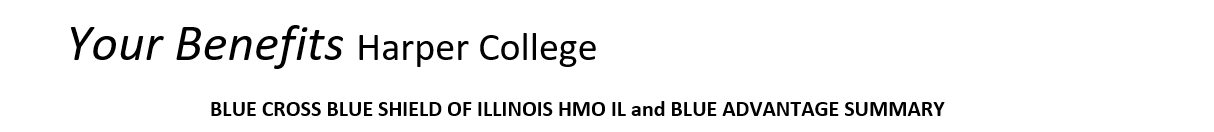 Your Benefits Harper College
BLUE CROSS BLUE SHIELD OF ILLINOIS HMO IL and BLUE ADVANTAGE SUMMARY